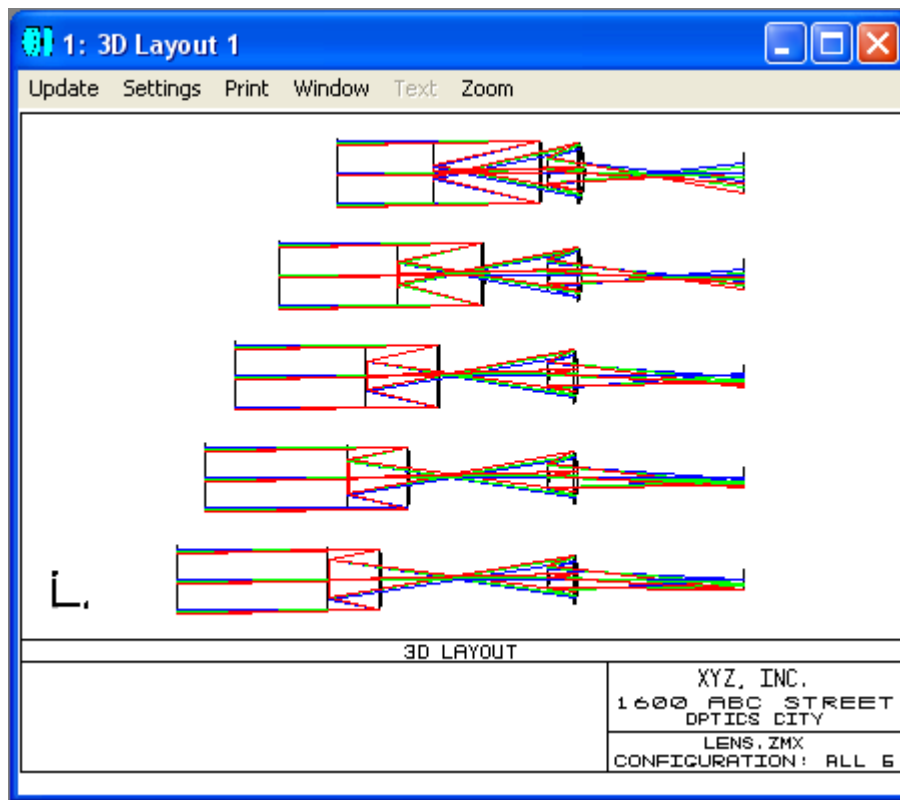 1: 3D Layout 1
Update Settings Print Window Text Zoom
3D LAYOUT
XYZ, INC.
1600 ABC STREET
OPTICS CITY
LENS.ZMX
CONFIGURATION: ALL 5